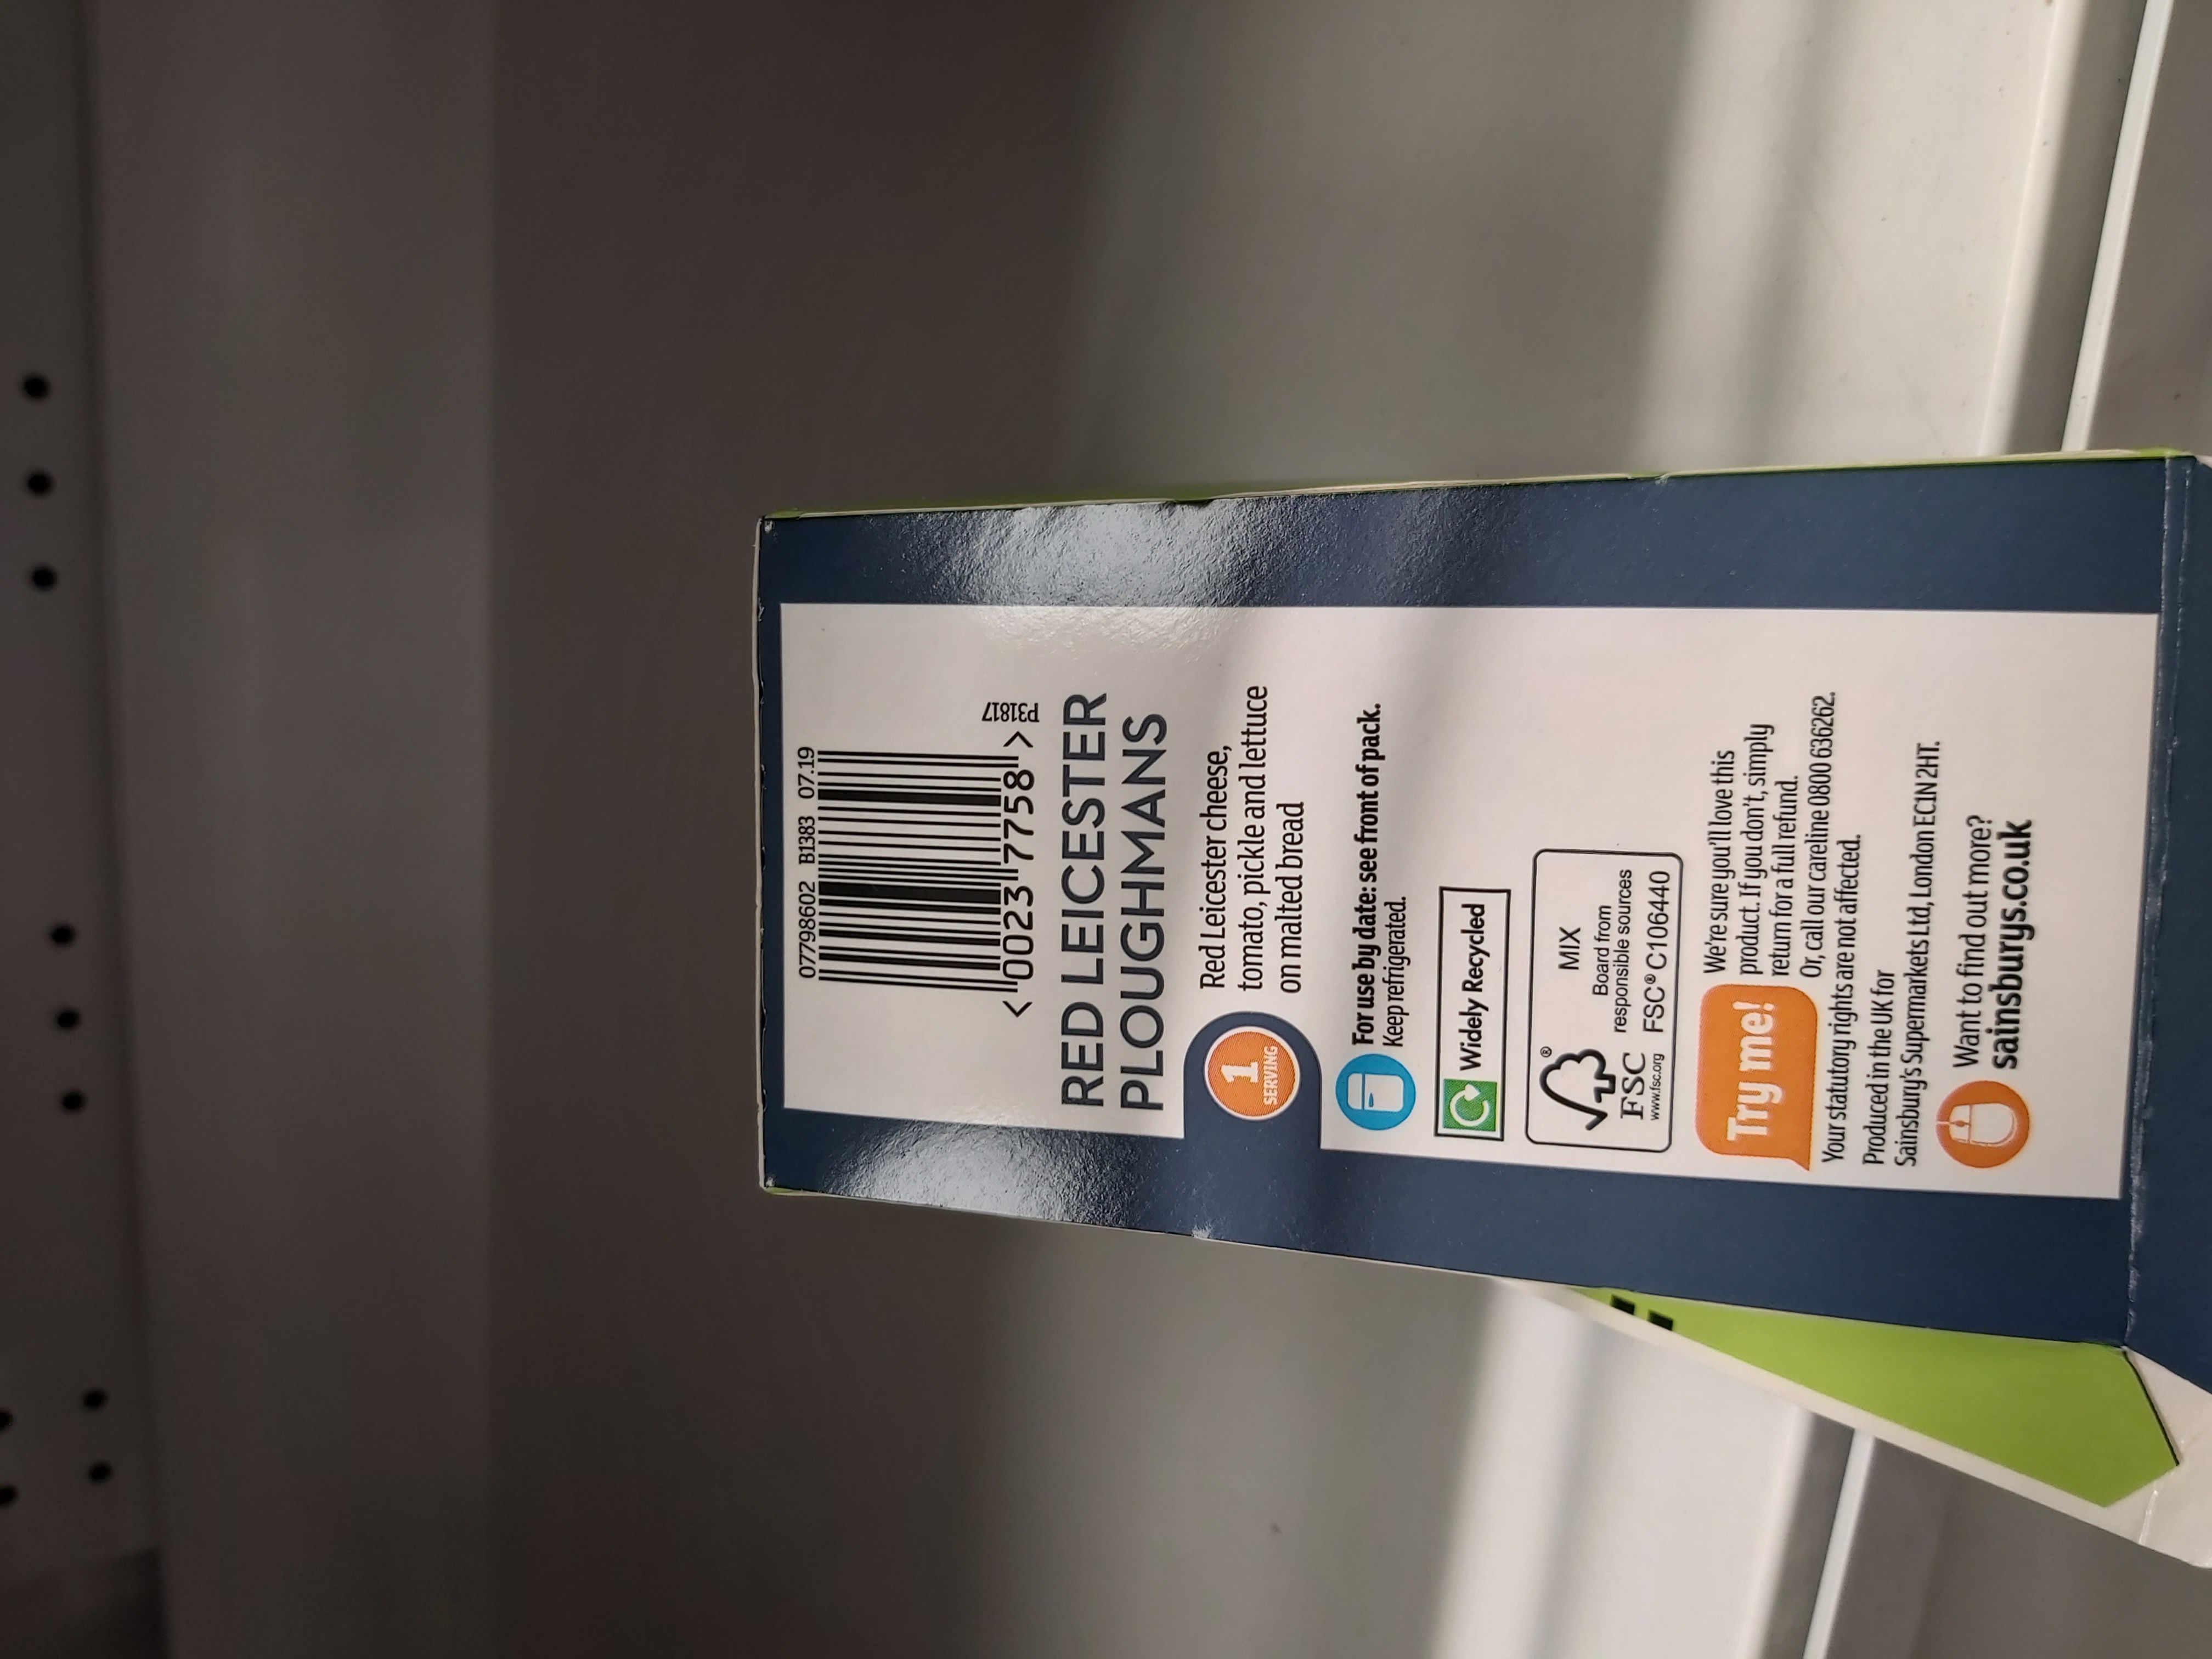 07798602 B1383 07.19
<0023 7758>
P31817
RED LEICESTER
PLOUGHMANS
1
SERVING
Red Leicester cheese,
tomato, pickle and lettuce
on malted bread
For use by date: see front of pack.
Keep refrigerated.
Widely Recycled
®
FSC
www.fsc.org
MIX
Board from
responsible sources
FSC® C106440
Try me!
We're sure you'll love this
product. If you don't, simply
return for a full refund.
Or, call our careline 0800 636262.
Your statutory rights are not affected.
Produced in the UK for
Sainsbury's Supermarkets Ltd, London EC1N 2HT.
Want to find out more?
sainsburys.co.uk